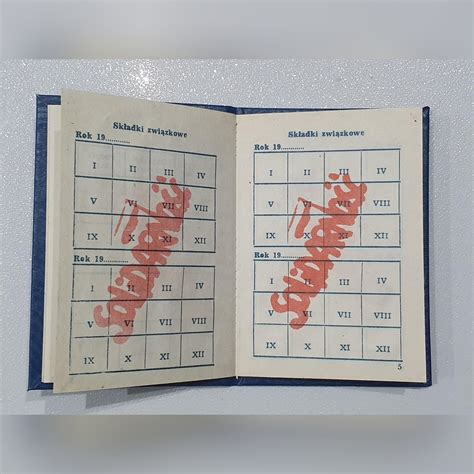 Składki związkowe
Rok 19............
I II III IV
V VI VII VIII
IX X XI XII
Rok 19............
I II III IV
V VI VII VIII
IX X XI XII
Solidarność
Składki związkowe
Rok 19............
I II III IV
V VI VII VIII
IX X XI XII
Rok 19............
I II III IV
V VI VII VIII
IX X XI XII
Solidarność
5